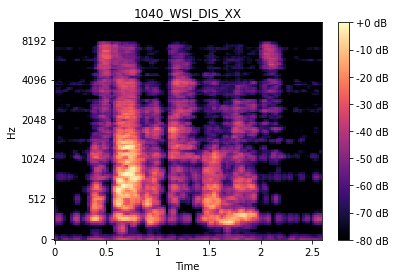 1040_WSI_DIS_XX
+0 dB
8192
-10 dB
4096
-20 dB
-30 dB
2048
-40 dB
Hz
1024
-50 dB
512
-60 dB
-70 dB
0
-80 dB
0 0.5 1 1.5 2 2.5
Time